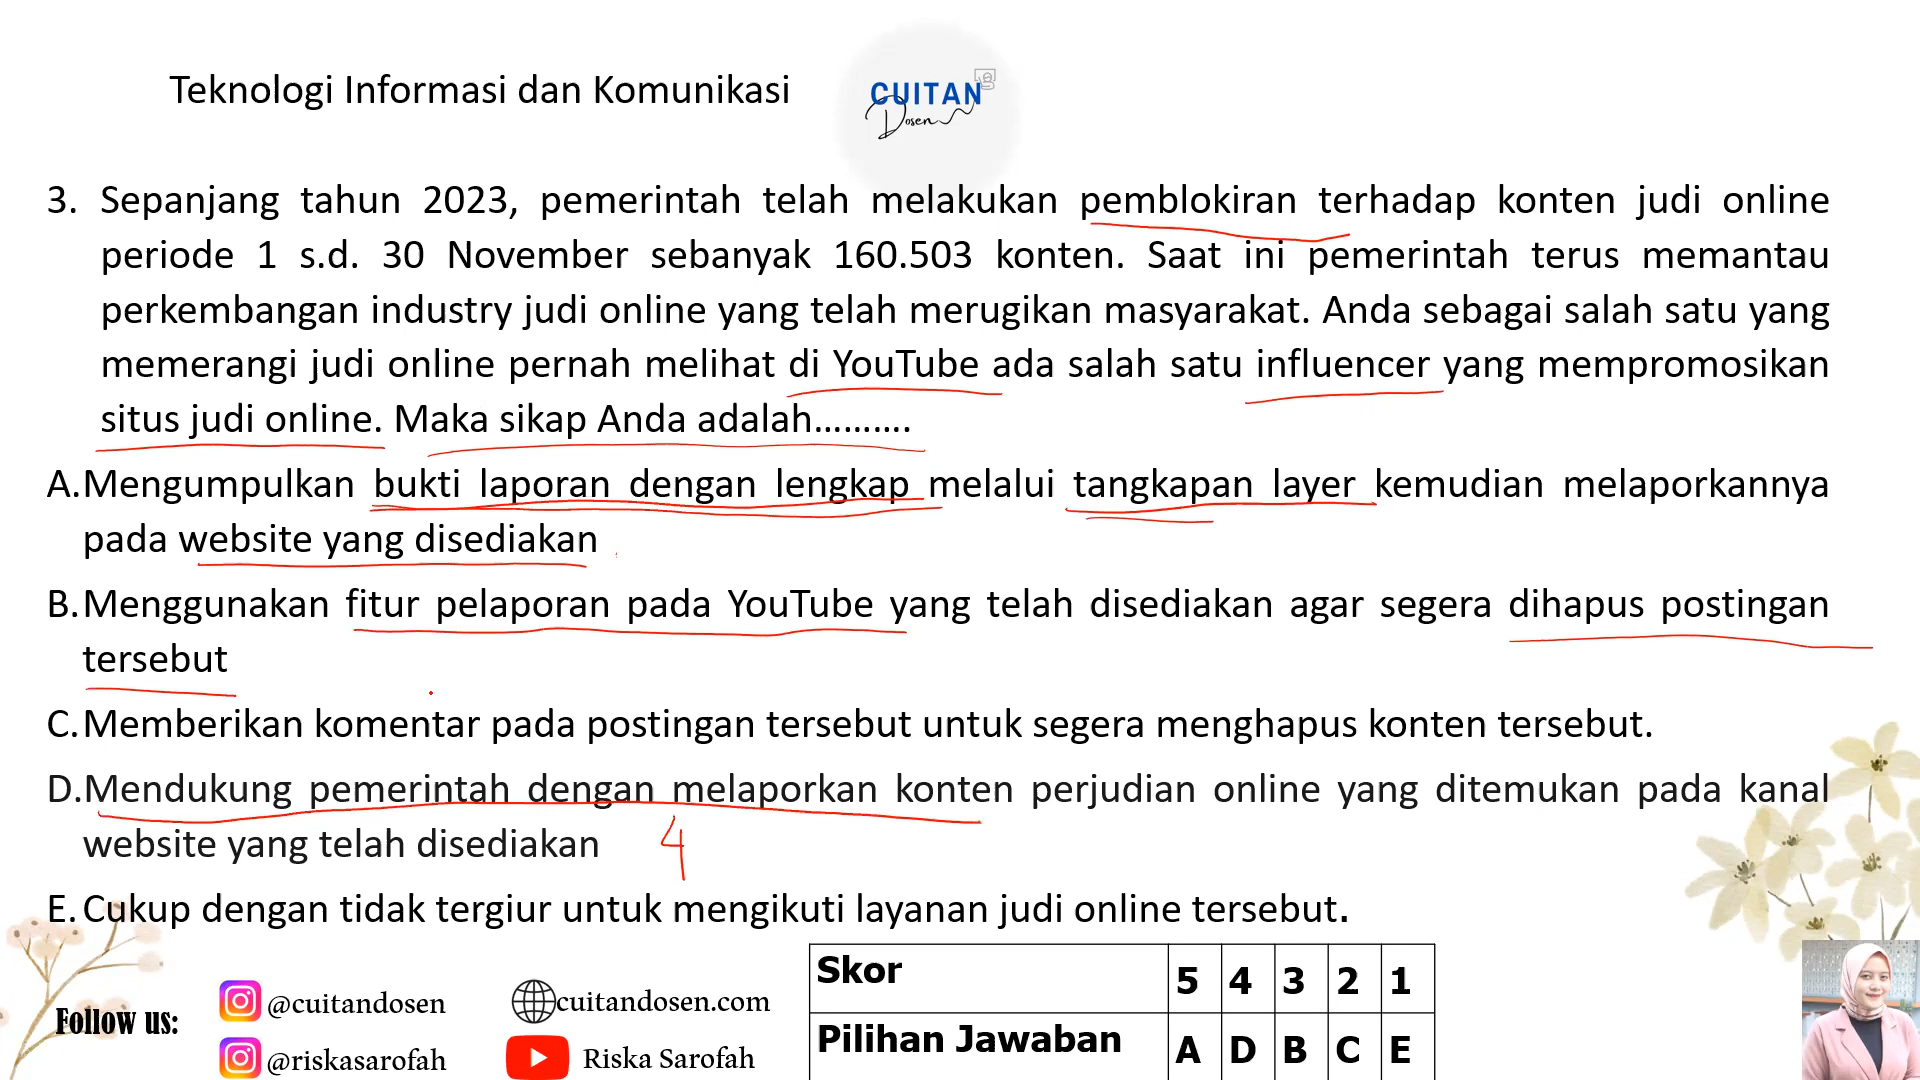 Teknologi Informasi dan Komunikasi
CUITAN
Dosen
3. Sepanjang tahun 2023, pemerintah telah melakukan pemblokiran terhadap konten judi online
periode 1 s.d. 30 November sebanyak 160.503 konten. Saat ini pemerintah terus memantau
perkembangan industry judi online yang telah merugikan masyarakat. Anda sebagai salah satu yang
memerangi judi online pernah melihat di YouTube ada salah satu influencer yang mempromosikan
situs judi online. Maka sikap Anda adalah..........
A.Mengumpulkan bukti laporan dengan lengkap melalui tangkapan layer kemudian melaporkannya
pada website yang disediakan
B.Menggunakan fitur pelaporan pada YouTube yang telah disediakan agar segera dihapus postingan
tersebut
C.Memberikan komentar pada postingan tersebut untuk segera menghapus konten tersebut.
D.Mendukung pemerintah dengan melaporkan konten perjudian online yang ditemukan pada kanal
website yang telah disediakan
4
E.Cukup dengan tidak tergiur untuk mengikuti layanan judi online tersebut.
Skor 5 4 3 2 1
Pilihan Jawaban A D B C E
Follow us:
@cuitandosen
cuitandosen.com
@riskasarofah
Riska Sarofah